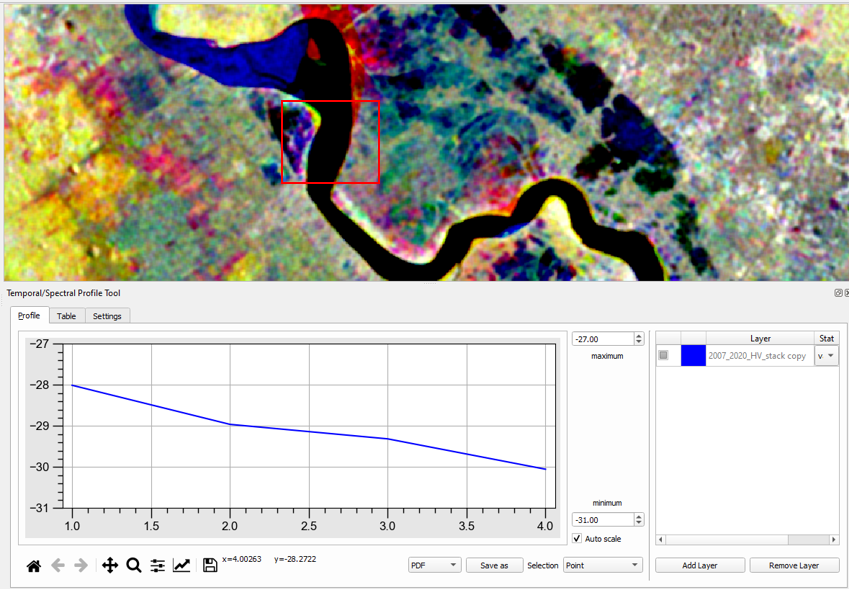 Temporal/Spectral Profile Tool
Profile Table Settings
-27
-28
-29
-30
-31
1.0 1.5 2.0 2.5 3.0 3.5 4.0
-27.00
maximum
minimum
-31.00
Auto scale
Layer Stat
2007_2020_HV_stack copy v
x=4.00263 y=-28.2722
PDF Save as Selection Point
Add Layer Remove Layer